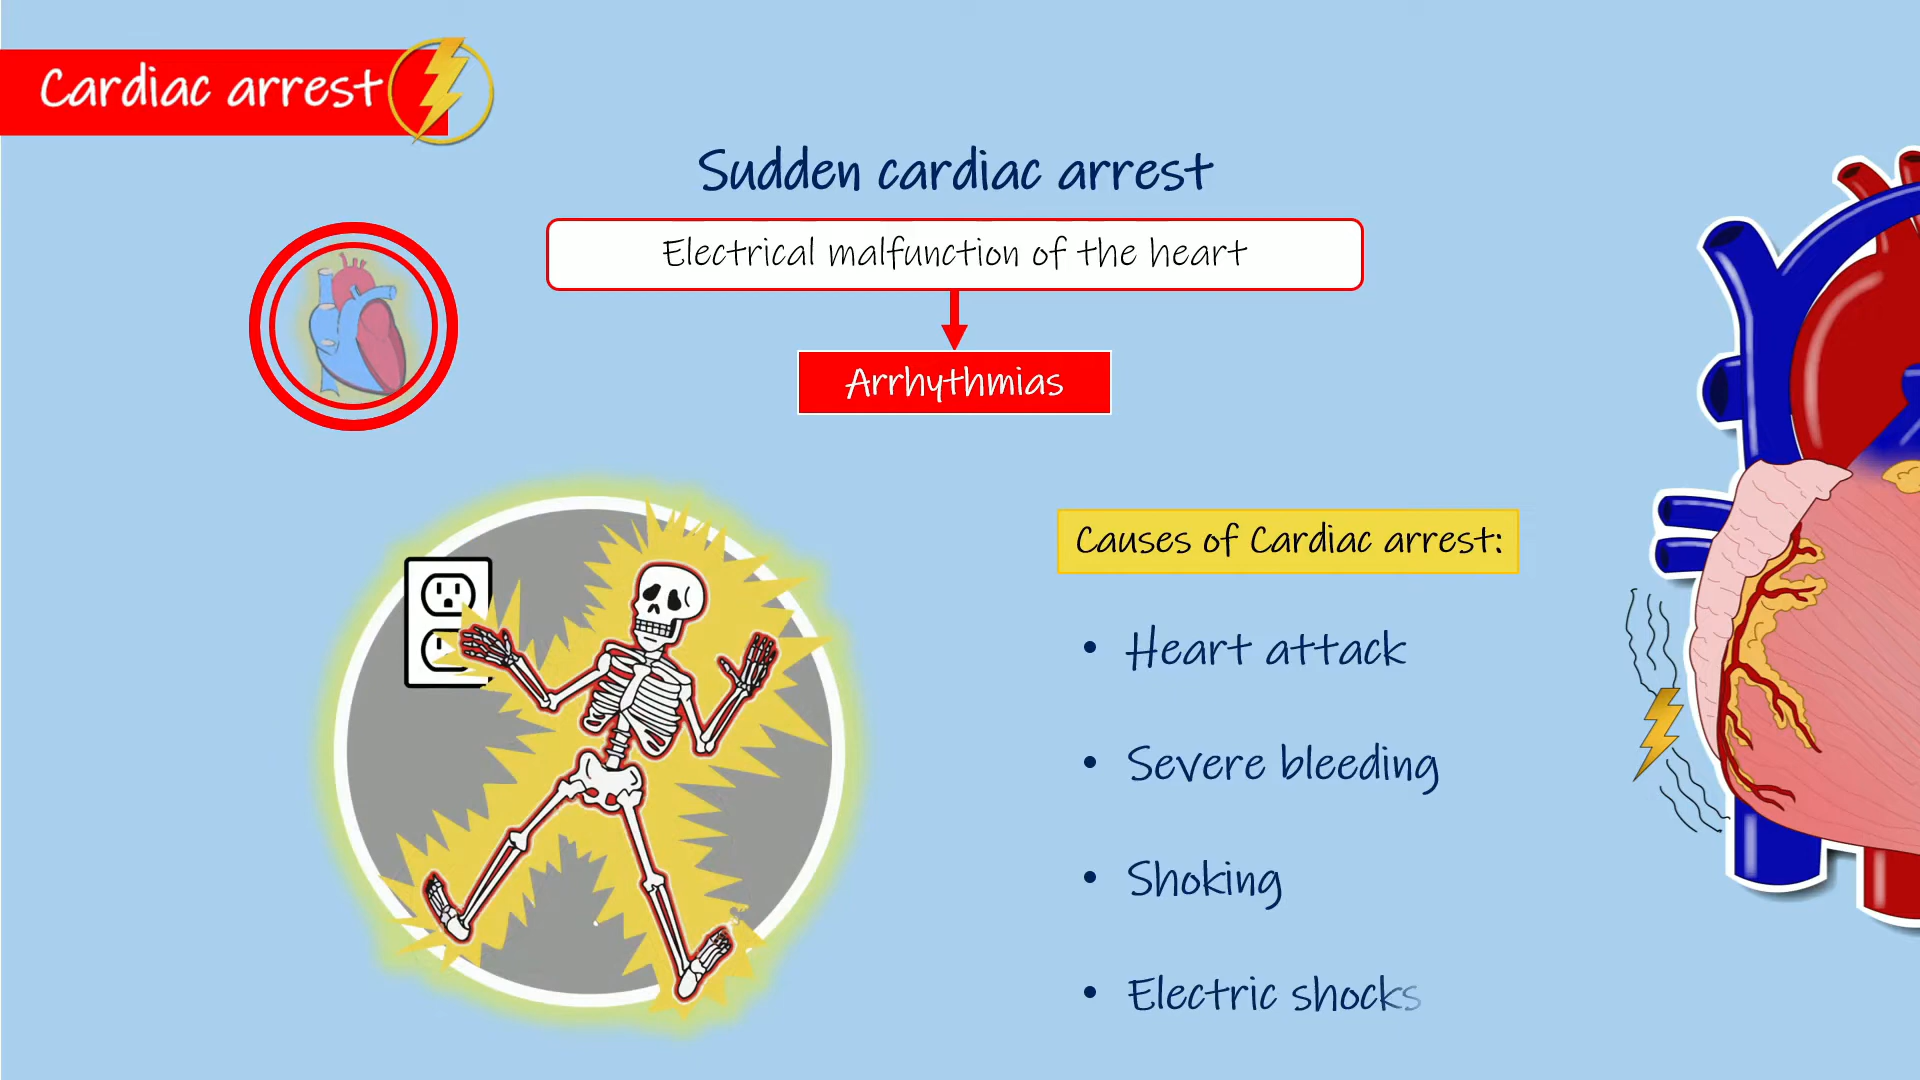 Cardiac arrest
Sudden cardiac arrest
Electrical malfunction of the heart
Arrhythmias
Causes of Cardiac arrest:
• Heart attack
• Severe bleeding
• Shoking
• Electric shocks